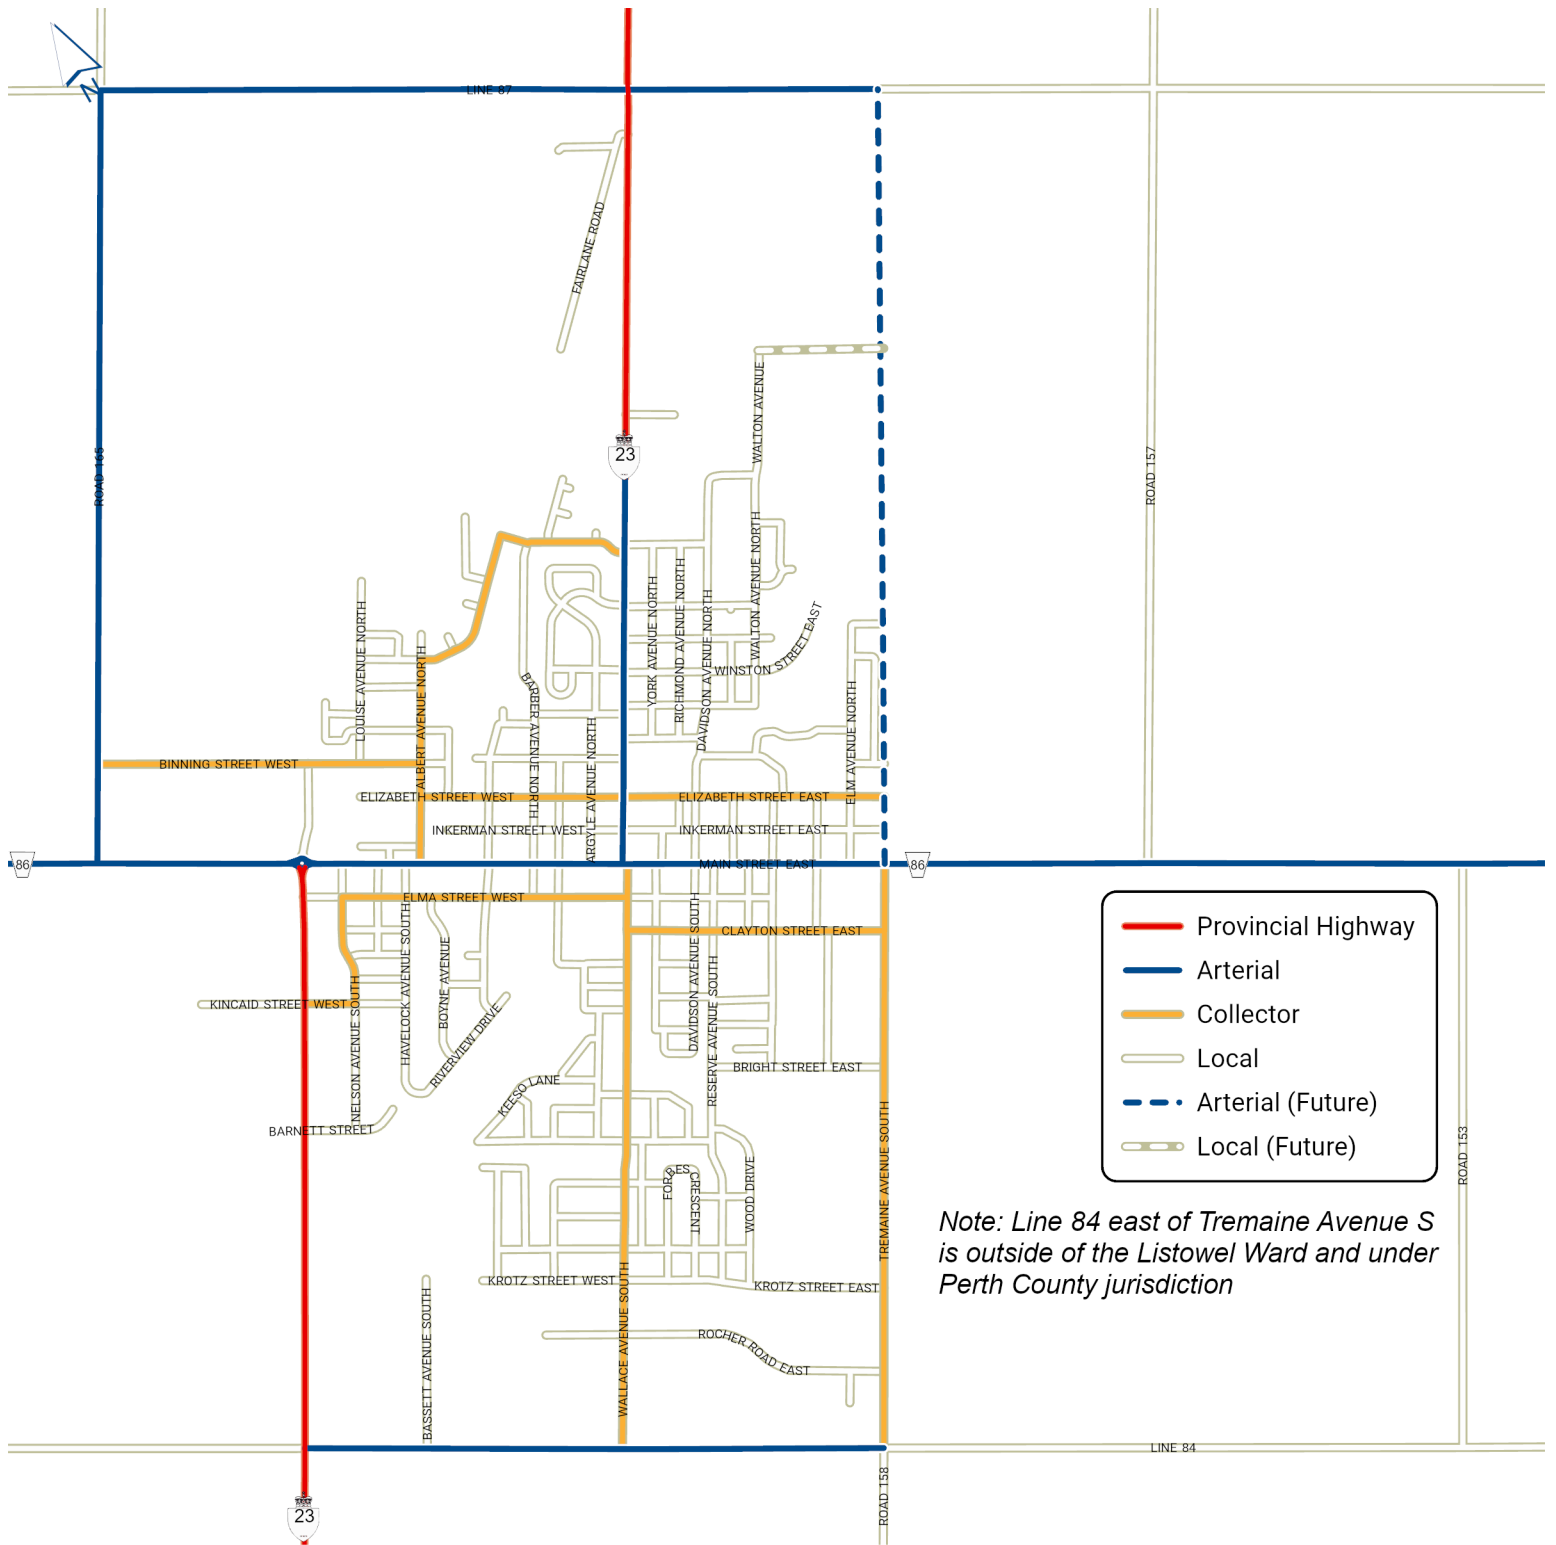 N
LINE 87
FAIRLANE ROAD
WALTON AVENUE
23
ROAD 165
ROAD 157
WALTON AVENUE NORTH
YORK AVENUE NORTH
RICHMOND AVENUE NORTH
DAVIDSON AVENUE NORTH
WINSTON STREET EAST
LOUISE AVENUE NORTH
ALBERT AVENUE NORTH
BARBER AVENUE NORTH
ARGYLE AVENUE NORTH
ELM AVENUE NORTH
BINNING STREET WEST
ELIZABETH STREET WEST
ELIZABETH STREET EAST
INKERMAN STREET WEST
INKERMAN STREET EAST
86
MAIN STREET EAST
86
ELMA STREET WEST
CLAYTON STREET EAST
HAVELOCK AVENUE SOUTH
BOYNE AVENUE
DAVIDSON AVENUE SOUTH
RESERVE AVENUE SOUTH
KINCAID STREET WEST
NELSON AVENUE SOUTH
RIVERVIEW DRIVE
BRIGHT STREET EAST
KEESO LANE
BARNETT STREET
FORBES CRESCENT
WOOD DRIVE
TREMAINE AVENUE SOUTH
KROTZ STREET WEST
KROTZ STREET EAST
WALLACE AVENUE SOUTH
BASSETT AVENUE SOUTH
ROCHER ROAD EAST
ROAD 153
LINE 84
ROAD 158
23
Provincial Highway
Arterial
Collector
Local
Arterial (Future)
Local (Future)
Note: Line 84 east of Tremaine Avenue S
is outside of the Listowel Ward and under
Perth County jurisdiction